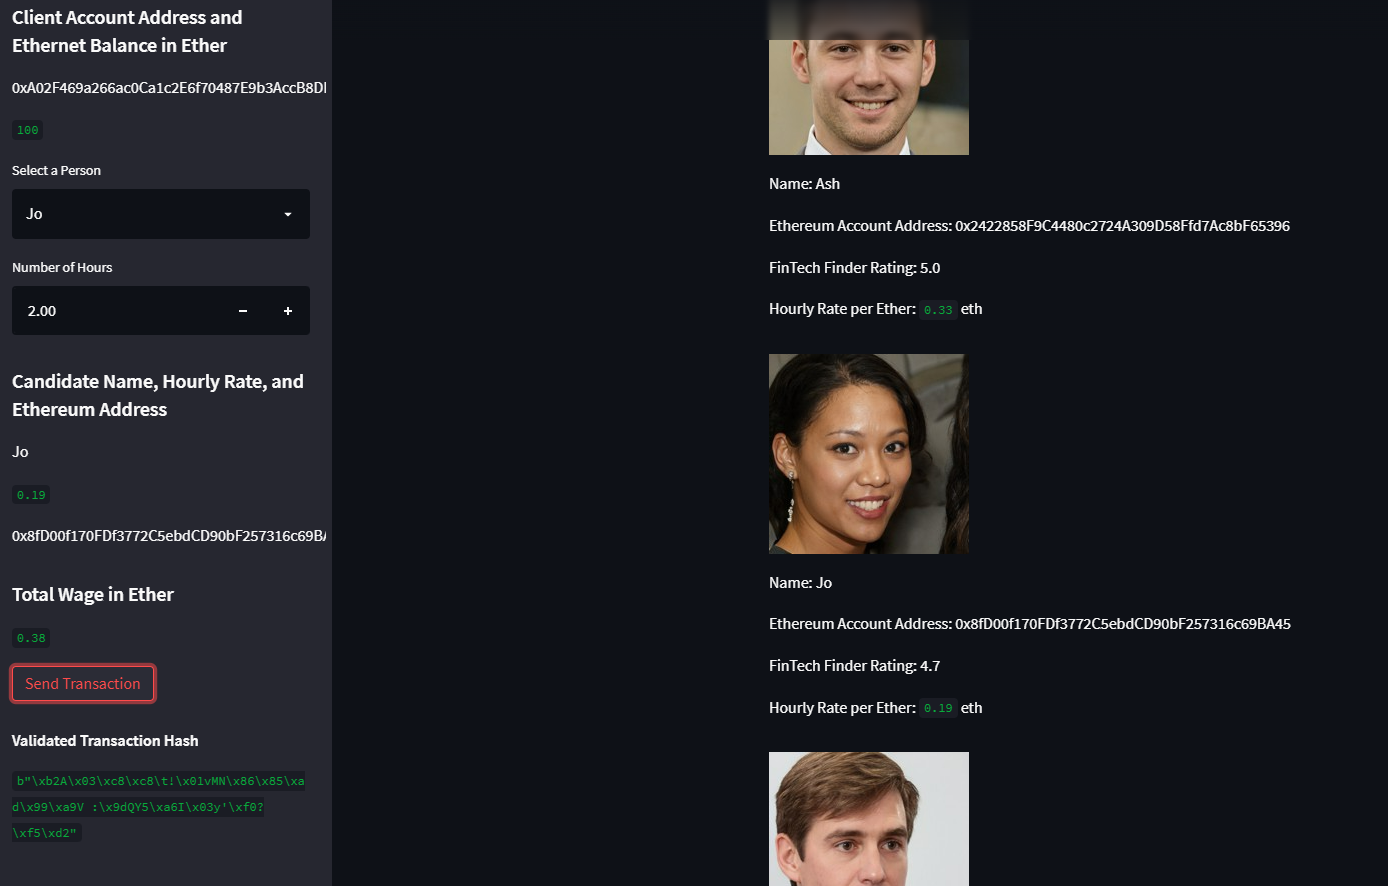 Client Account Address and
Ethernet Balance in Ether
0xA02F469a266ac0Ca1c2E6f70487E9b3AccB8DI
100
Select a Person
Jo
Number of Hours
2.00
Candidate Name, Hourly Rate, and
Ethereum Address
Jo
0.19
0x8fD00f170FDf3772C5ebdCD90bF257316c69BA
Total Wage in Ether
0.38
Send Transaction
Validated Transaction Hash
b"\xb2A\x03\xc8\xc8\t!\x01vMN\x86\x85\xa
d\x99\xa9V :\x9dQY5\xa6I\x03y'\xf0?
\xf5\xd2"
Name: Ash
Ethereum Account Address: 0x2422858F9C4480c2724A309D58Ffd7Ac8bF65396
FinTech Finder Rating: 5.0
Hourly Rate per Ether: 0.33 eth
Name: Jo
Ethereum Account Address: 0x8fD00f170FDf3772C5ebdCD90bF257316c69BA45
FinTech Finder Rating: 4.7
Hourly Rate per Ether: 0.19 eth